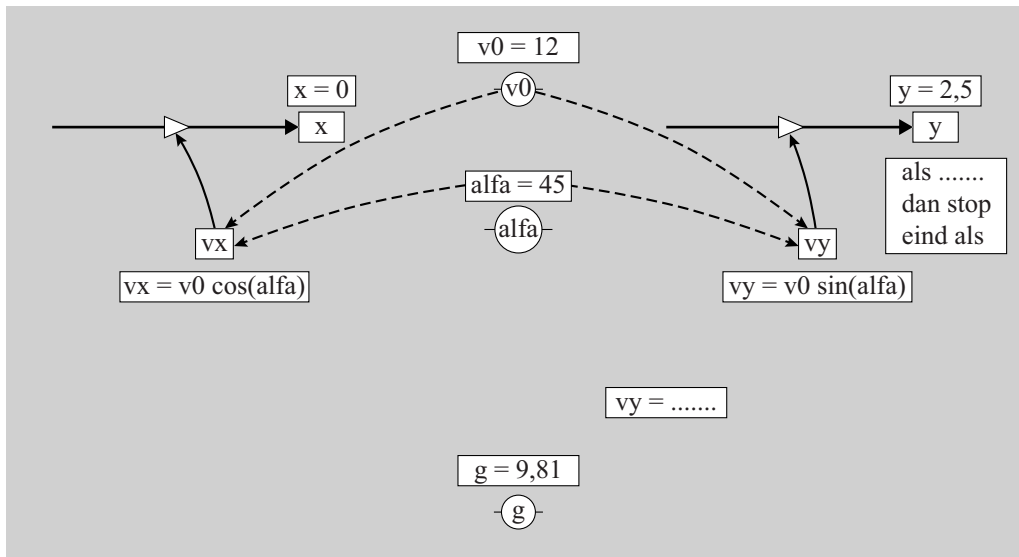 v0 = 12
v0
x = 0
x
y = 2,5
y
als .......
dan stop
eind als
alfa = 45
alfa
vx
vx = v0 cos(alfa)
vy
vy = v0 sin(alfa)
vy = .......
g = 9,81
g